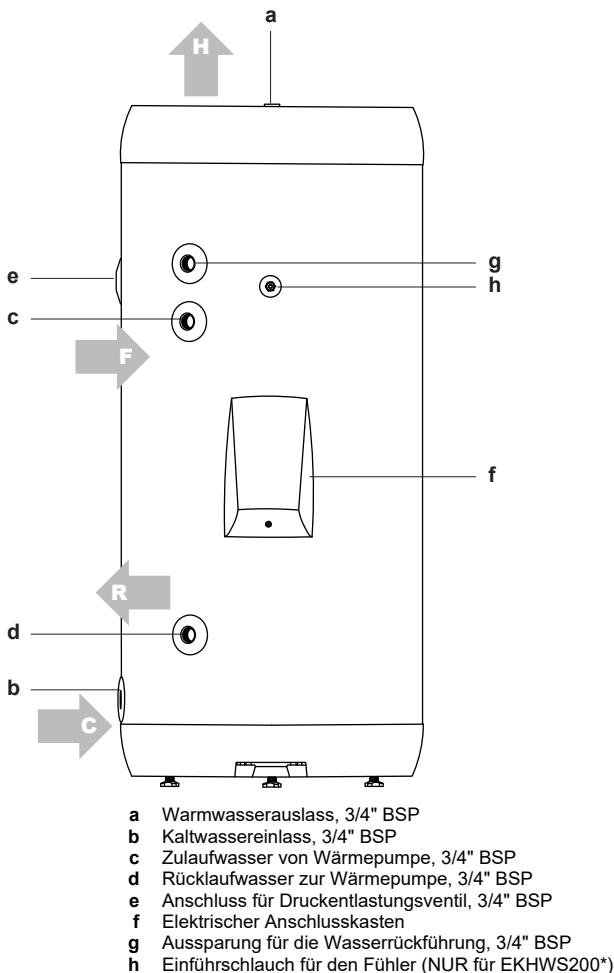 H
a
g
e
h
c
F
f
R
d
b
C
a Warmwasserauslass, 3/4" BSP
b Kaltwassereinlass, 3/4" BSP
c Zulaufwasser von Wärmepumpe, 3/4" BSP
d Rücklaufwasser zur Wärmepumpe, 3/4" BSP
e Anschluss für Druckentlastungsventil, 3/4" BSP
f Elektrischer Anschlusskasten
g Aussparung für die Wasserrückführung, 3/4" BSP
h Einführschlauch für den Fühler (NUR für EKHWS200*)